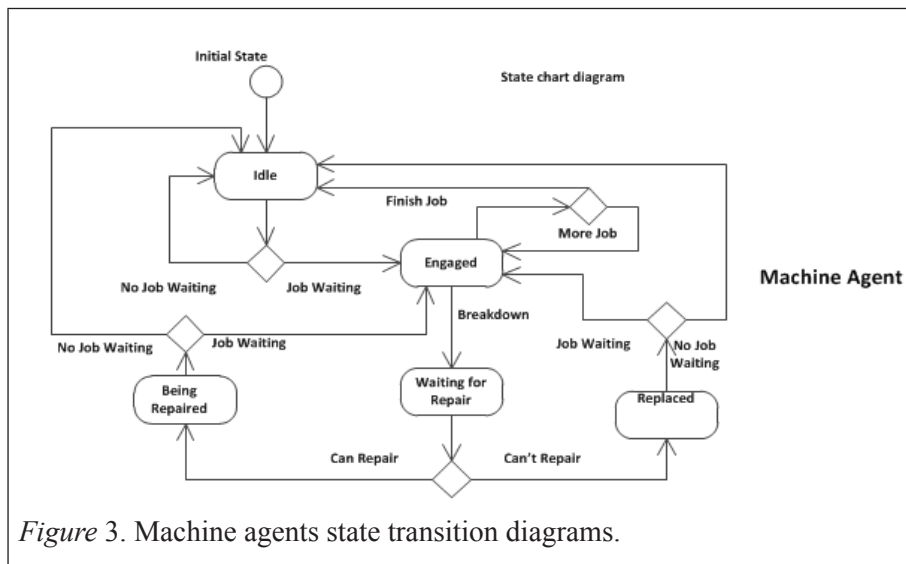 Initial State
State chart diagram
Idle
Finish Job
More Job
Engaged
No Job Waiting
Job Waiting
Machine Agent
Breakdown
No Job Waiting
Job Waiting
Job Waiting
No Job
Waiting
Being
Repaired
Waiting for
Repair
Replaced
Can Repair
Can't Repair
Figure 3. Machine agents state transition diagrams.